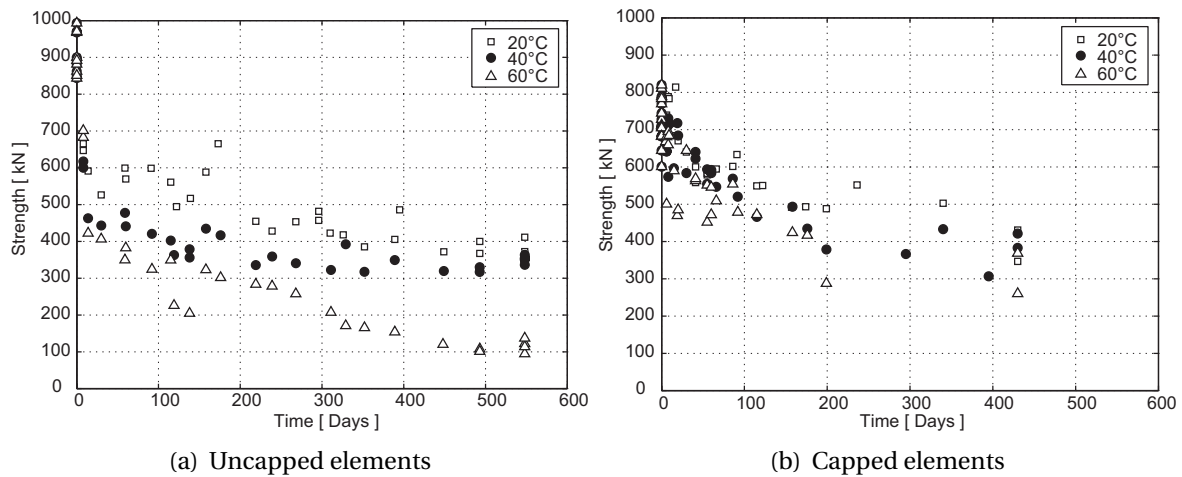 1000
900
800
700
600
500
400
300
200
100
0
Strength [ kN ]
0 100 200 300 400 500 600
Time [ Days ]
20°C
40°C
60°C
(a) Uncapped elements
1000
900
800
700
600
500
400
300
200
100
0
Strength [ kN ]
0 100 200 300 400 500 600
Time [ Days ]
20°C
40°C
60°C
(b) Capped elements